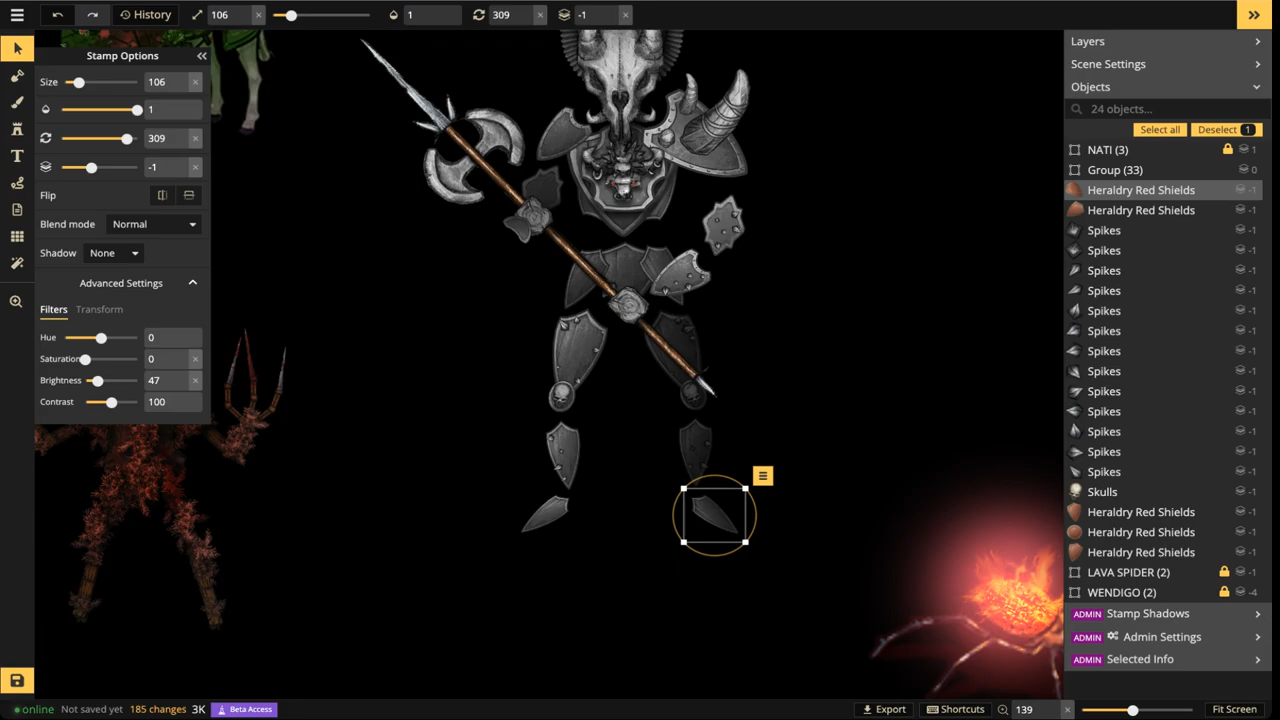 History 106 1 309 -1
Stamp Options
Size 106
1
309
-1
Flip
Blend mode Normal
Shadow None
Advanced Settings
Filters Transform
Hue 0
Saturation 0
Brightness 47
Contrast 100
Layers
Scene Settings
Objects
24 objects...
Select all Deselect 1
NATI (3) 1
Group (33) 0
Heraldry Red Shields -1
Heraldry Red Shields -1
Spikes -1
Spikes -1
Spikes -1
Spikes -1
Spikes -1
Spikes -1
Spikes -1
Spikes -1
Spikes -1
Spikes -1
Spikes -1
Spikes -1
Spikes -1
Skulls -1
Heraldry Red Shields -1
Heraldry Red Shields -1
Heraldry Red Shields -1
LAVA SPIDER (2) -1
WENDIGO (2) -4
ADMIN Stamp Shadows
ADMIN Admin Settings
ADMIN Selected Info
online Not saved yet 185 changes 3K Beta Access Export Shortcuts 139 Fit Screen